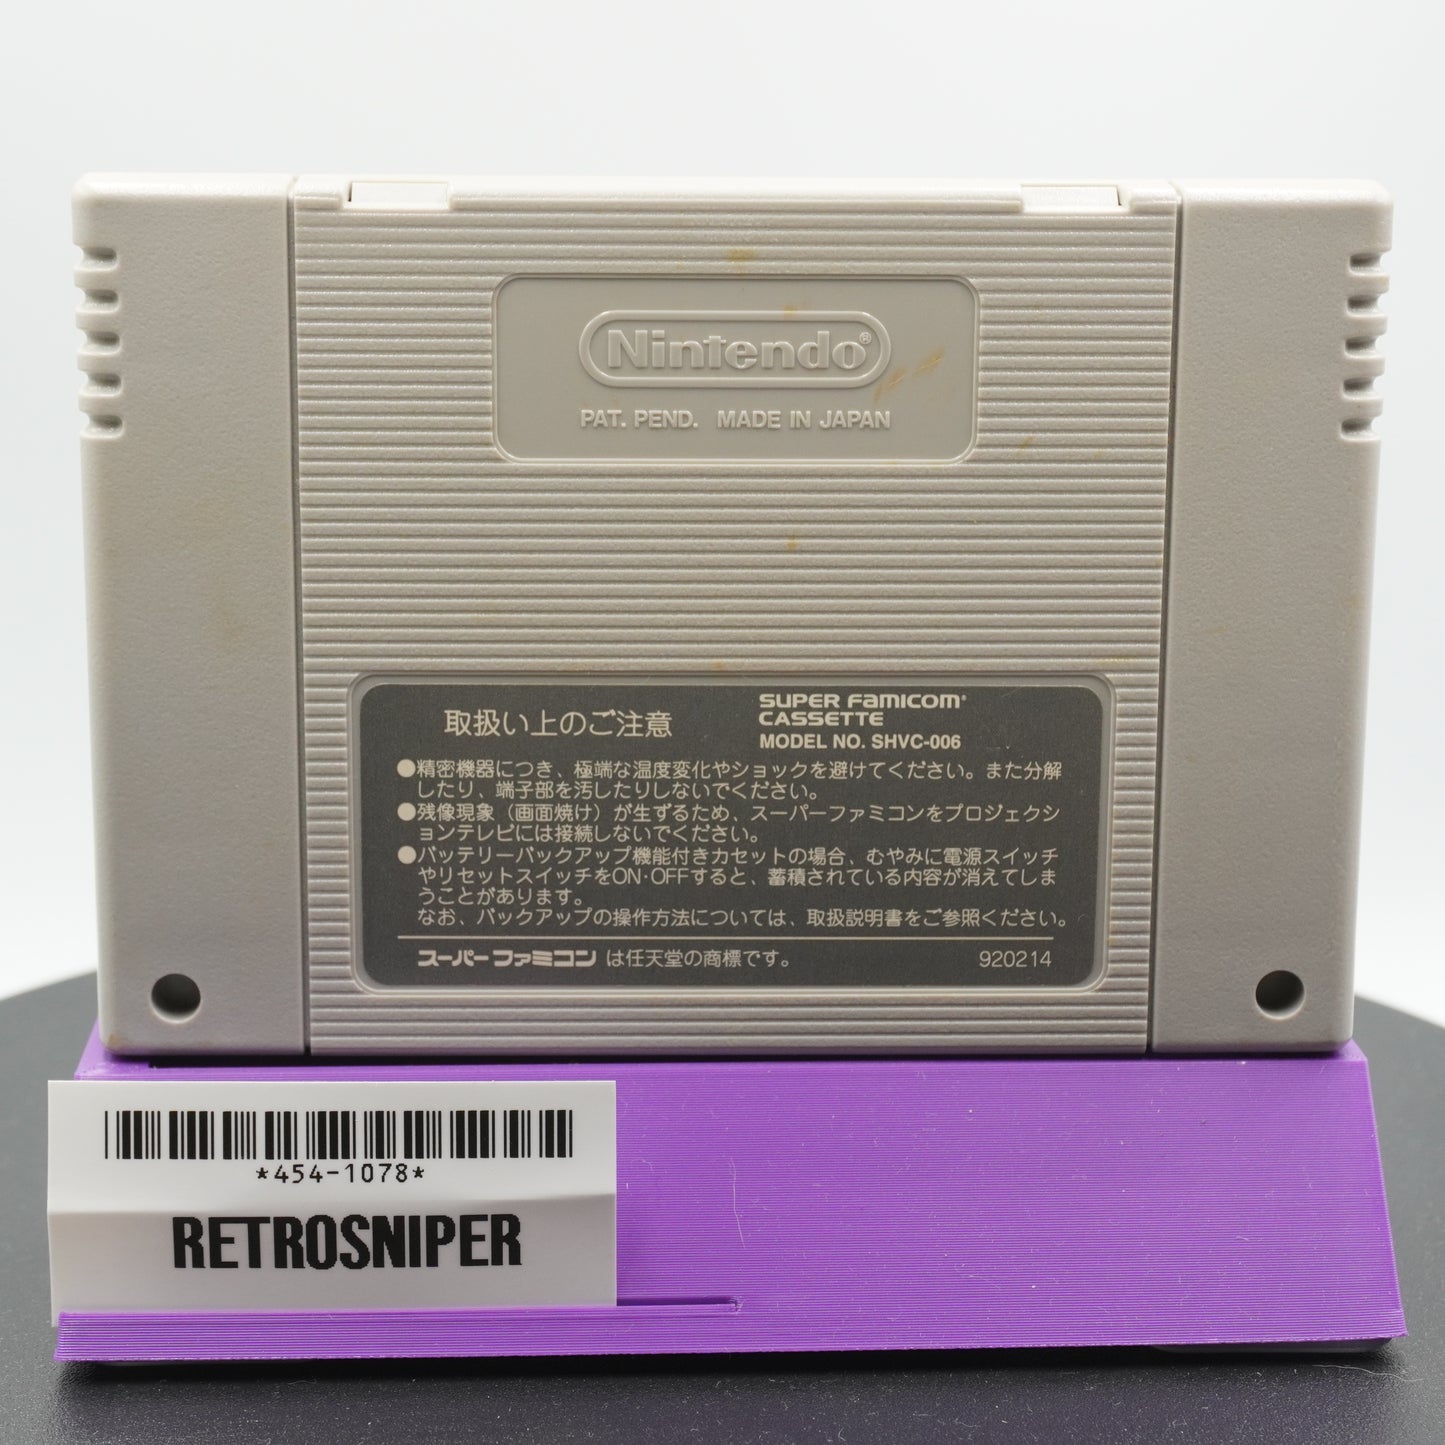 Nintendo®
PAT. PEND. MADE IN JAPAN
取扱い上のご注意
SUPER FAMICOM®
CASSETTE
MODEL NO. SHVC-006
●精密機器につき、極端な温度変化やショックを避けてください。また分解
したり、端子部を汚したりしないでください。
●残像現象（画面焼け）が生ずるため、スーパーファミコンをプロジェクシ
ョンテレビには接続しないでください。
●バッテリーバックアップ機能付きカセットの場合、むやみに電源スイッチ
やリセットスイッチをON・OFFすると、蓄積されている内容が消えてしま
うことがあります。
なお、バックアップの操作方法については、取扱説明書をご参照ください。
スーパーファミコン は任天堂の商標です。
920214
*454-1078*
RETROSNIPER